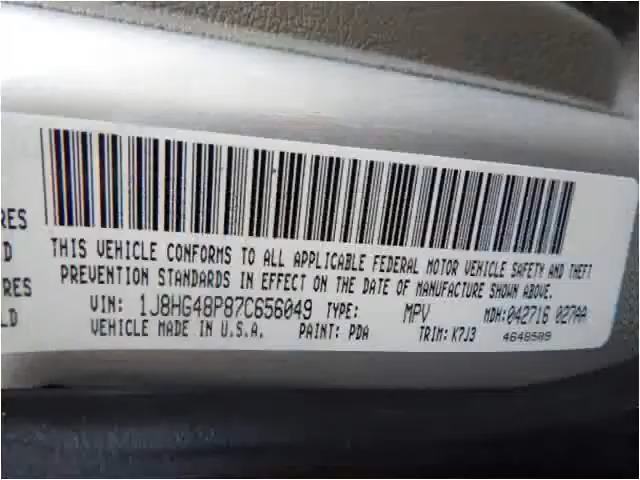 RES
D
RES
LD
THIS VEHICLE CONFORMS TO ALL APPLICABLE FEDERAL MOTOR VEHICLE SAFETY AND THEFT
PREVENTION STANDARDS IN EFFECT ON THE DATE OF MANUFACTURE SHOWN ABOVE.
VIN: 1J8HG48P87C656049 TYPE: MPV MDH:042716 027AA
VEHICLE MADE IN U.S.A. PAINT: PDA TRIM:K7J3 4648509